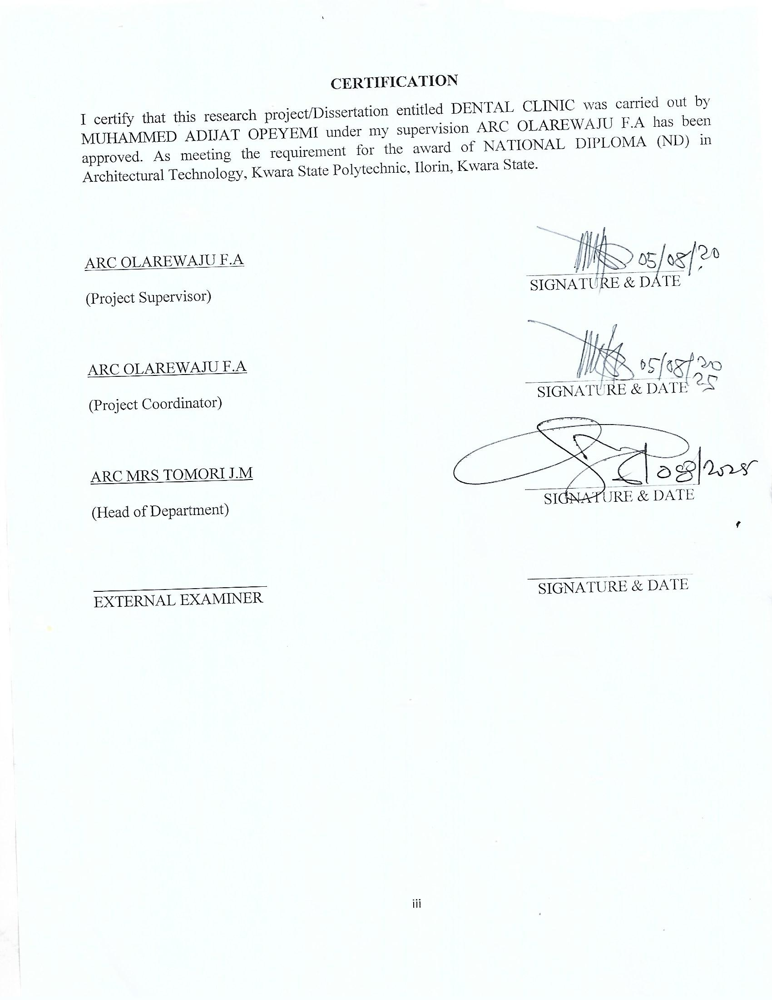 CERTIFICATION
I certify that this research project/Dissertation entitled DENTAL CLINIC was carried out by
MUHAMMED ADIJAT OPEYEMI under my supervision ARC OLAREWAJU F.A has been
approved. As meeting the requirement for the award of NATIONAL DIPLOMA (ND) in
Architectural Technology, Kwara State Polytechnic, Ilorin, Kwara State.
05/08/20
ARC OLAREWAJU F.A
SIGNATURE & DATE
(Project Supervisor)
05/08/20
25
ARC OLAREWAJU F.A
SIGNATURE & DATE
(Project Coordinator)
08/2025
ARC MRS TOMORI J.M
SIGNATURE & DATE
(Head of Department)
EXTERNAL EXAMINER
SIGNATURE & DATE
iii